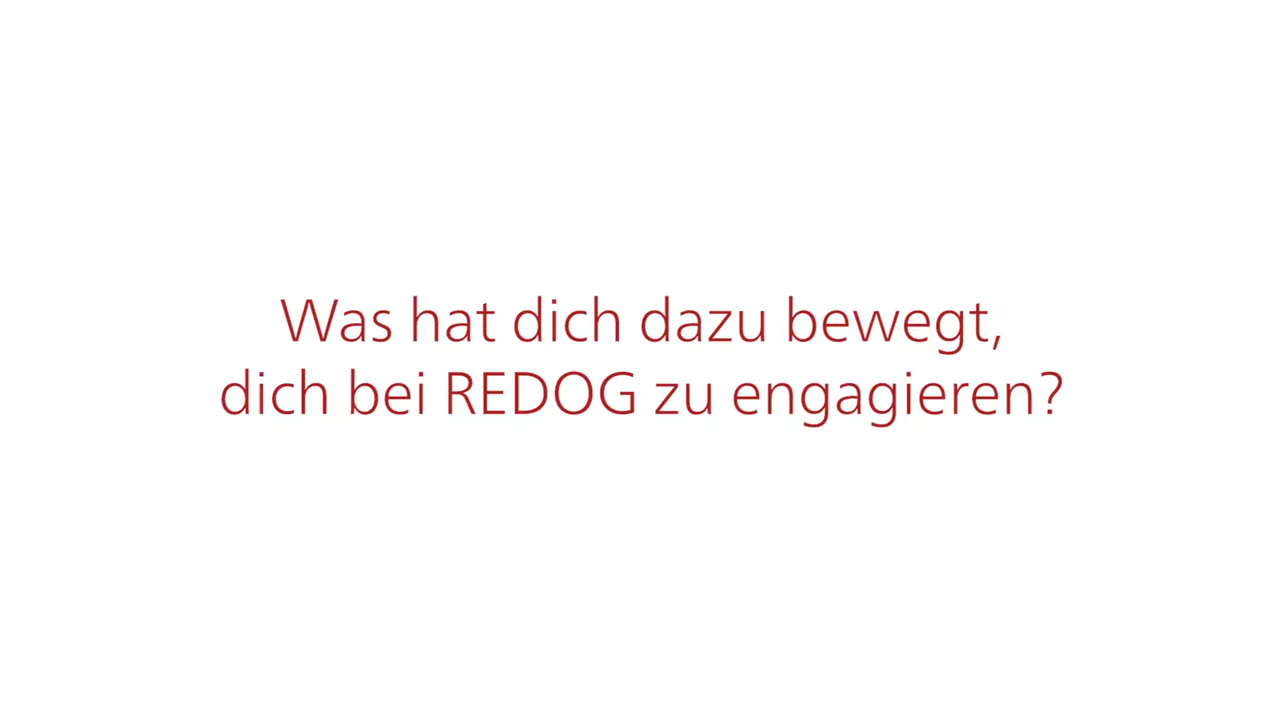 Was hat dich dazu bewegt,
dich bei REDOG zu engagieren?